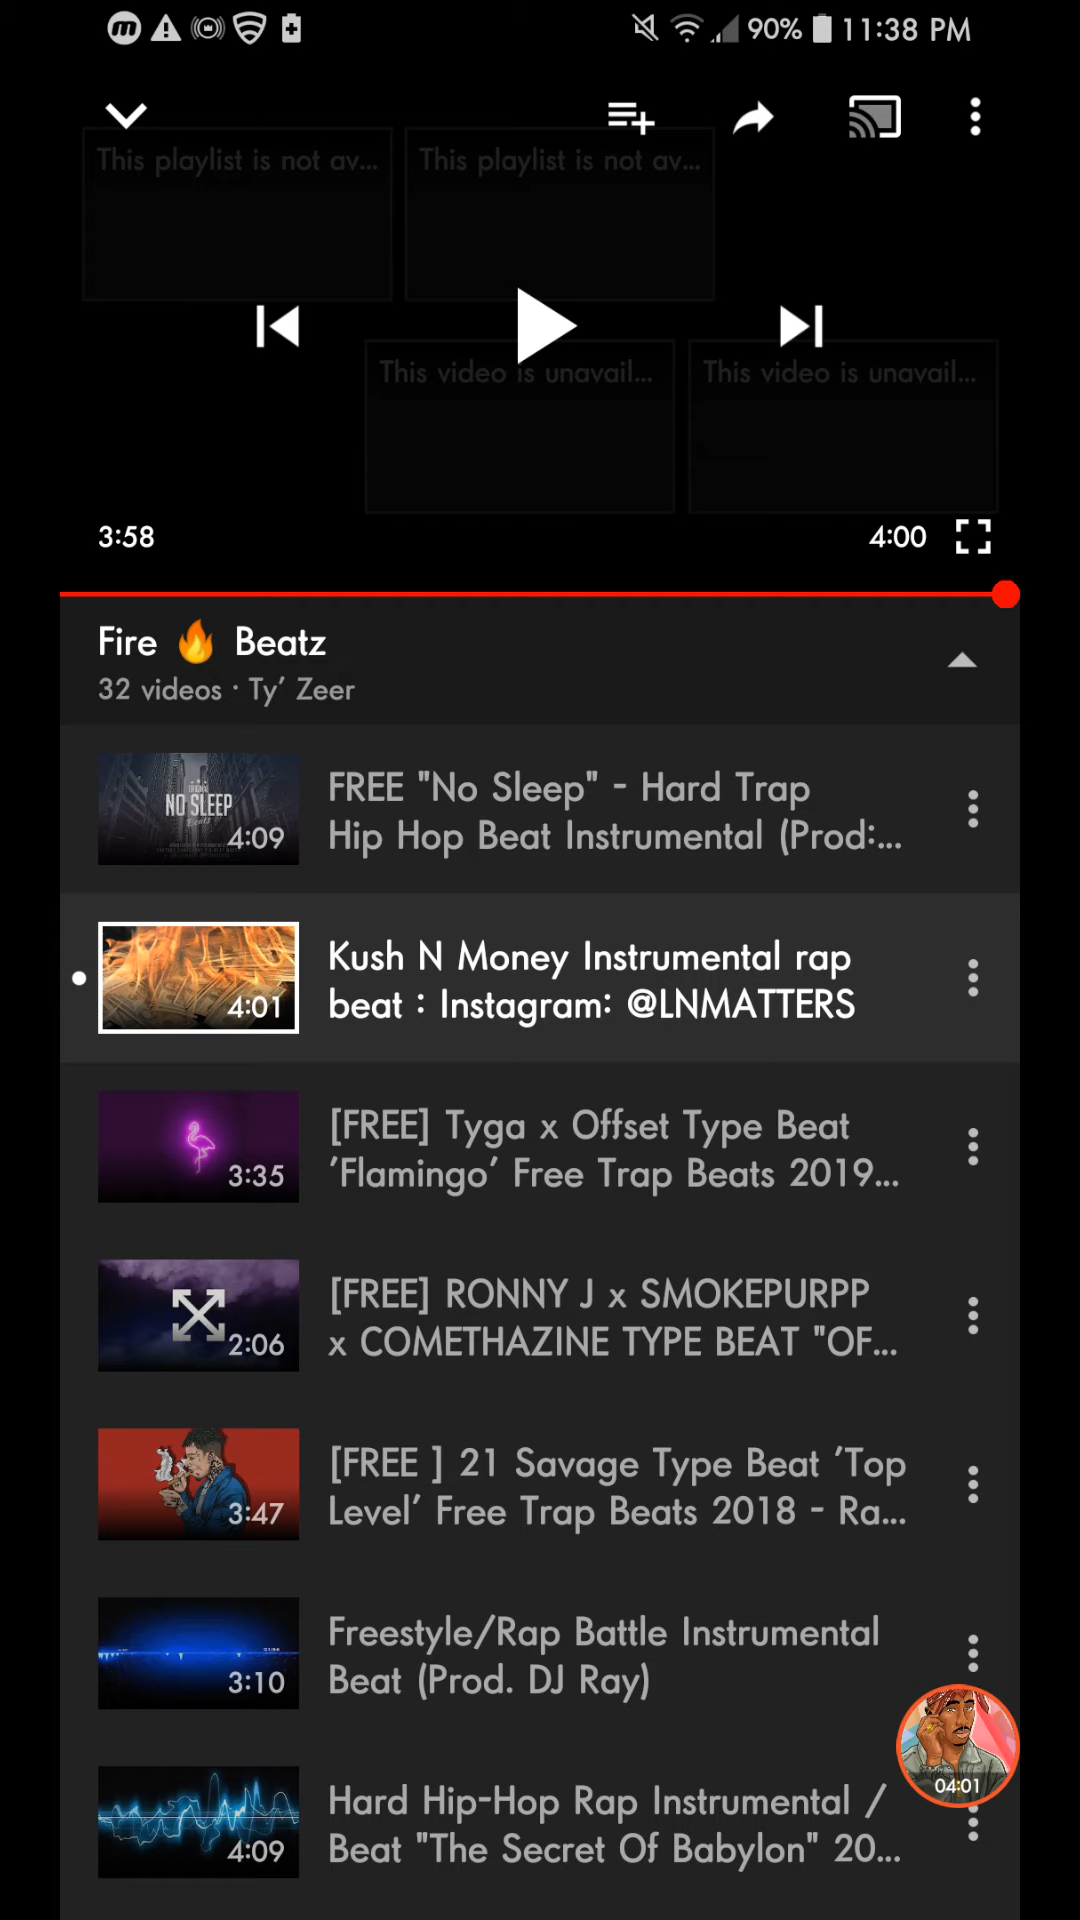 90% 11:38 PM
This playlist is not av... This playlist is not av...
This video is unavail... This video is unavail...
3:58 4:00
Fire 🔥 Beatz
32 videos · Ty' Zeer
NO SLEEP
4:09
FREE "No Sleep" - Hard Trap
Hip Hop Beat Instrumental (Prod:...
4:01
Kush N Money Instrumental rap
beat : Instagram: @LNMATTERS
3:35
[FREE] Tyga x Offset Type Beat
'Flamingo' Free Trap Beats 2019...
2:06
[FREE] RONNY J x SMOKEPURPP
x COMETHAZINE TYPE BEAT "OF...
3:47
[FREE ] 21 Savage Type Beat 'Top
Level' Free Trap Beats 2018 - Ra...
3:10
Freestyle/Rap Battle Instrumental
Beat (Prod. DJ Ray)
04:01
4:09
Hard Hip-Hop Rap Instrumental /
Beat "The Secret Of Babylon" 20...